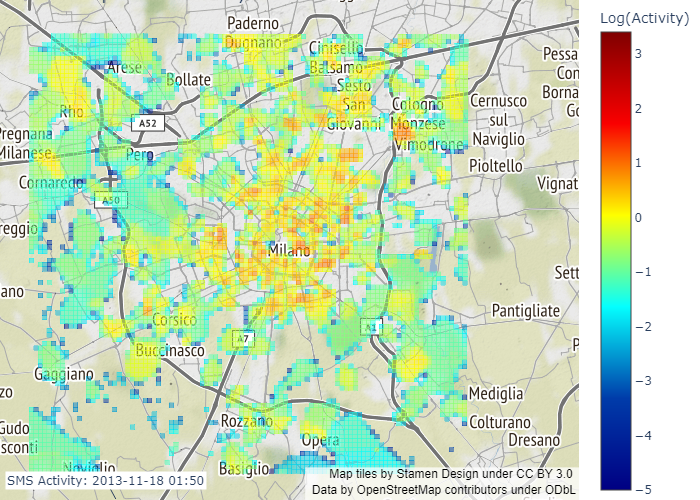 Log(Activity)
Paderno
Dugnano
Cinisello
Balsamo
Arese
Bollate
Sesto
San
Giovanni
Pessa
Con
Borna
Go
Rho
A52
Cologno
Monzese
Vimodrone
Cernusco
sul
Naviglio
Pregnana
Milanese
Pero
Pioltello
Cornaredo
A50
Vignat
reggio
Milano
Sett
ano
Corsico
A7
A1
Pantigliate
P
Buccinasco
Gaggiano
zo
Mediglia
Colturano
Dresano
Gudo
sconti
Rozzano
Opera
Noviglio
Basiglio
SMS Activity: 2013-11-18 01:50
Map tiles by Stamen Design under CC BY 3.0
Data by OpenStreetMap contributors under ODbL
3
2
1
0
−1
−2
−3
−4
−5